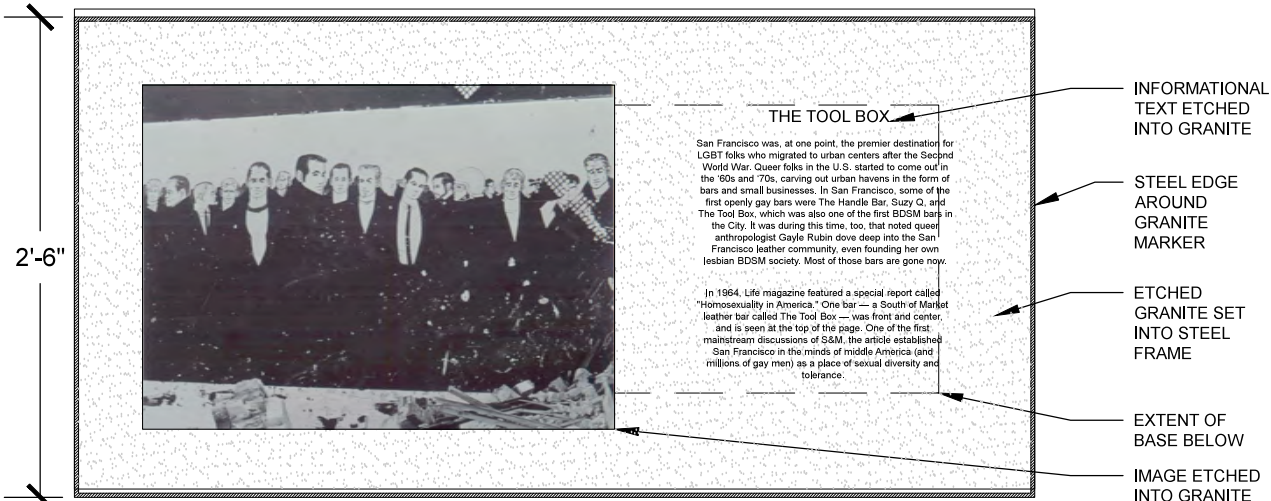 2'-6"
THE TOOL BOX
San Francisco was, at one point, the premier destination for
LGBT folks who migrated to urban centers after the Second
World War. Queer folks in the U.S. started to come out in
the '60s and '70s, carving out urban havens in the form of
bars and small businesses. In San Francisco, some of the
first openly gay bars were The Handle Bar, Suzy Q, and
The Tool Box, which was also one of the first BDSM bars in
the City. It was during this time, too, that noted queer
anthropologist Gayle Rubin dove deep into the San
Francisco leather community, even founding her own
lesbian BDSM society. Most of those bars are gone now.
In 1964, Life magazine featured a special report called
"Homosexuality in America." One bar — a South of Market
leather bar called The Tool Box — was front and center,
and is seen at the top of the page. One of the first
mainstream discussions of S&M, the article established
San Francisco in the minds of middle America (and
millions of gay men) as a place of sexual diversity and
tolerance.
INFORMATIONAL
TEXT ETCHED
INTO GRANITE
STEEL EDGE
AROUND
GRANITE
MARKER
ETCHED
GRANITE SET
INTO STEEL
FRAME
EXTENT OF
BASE BELOW
IMAGE ETCHED
INTO GRANITE